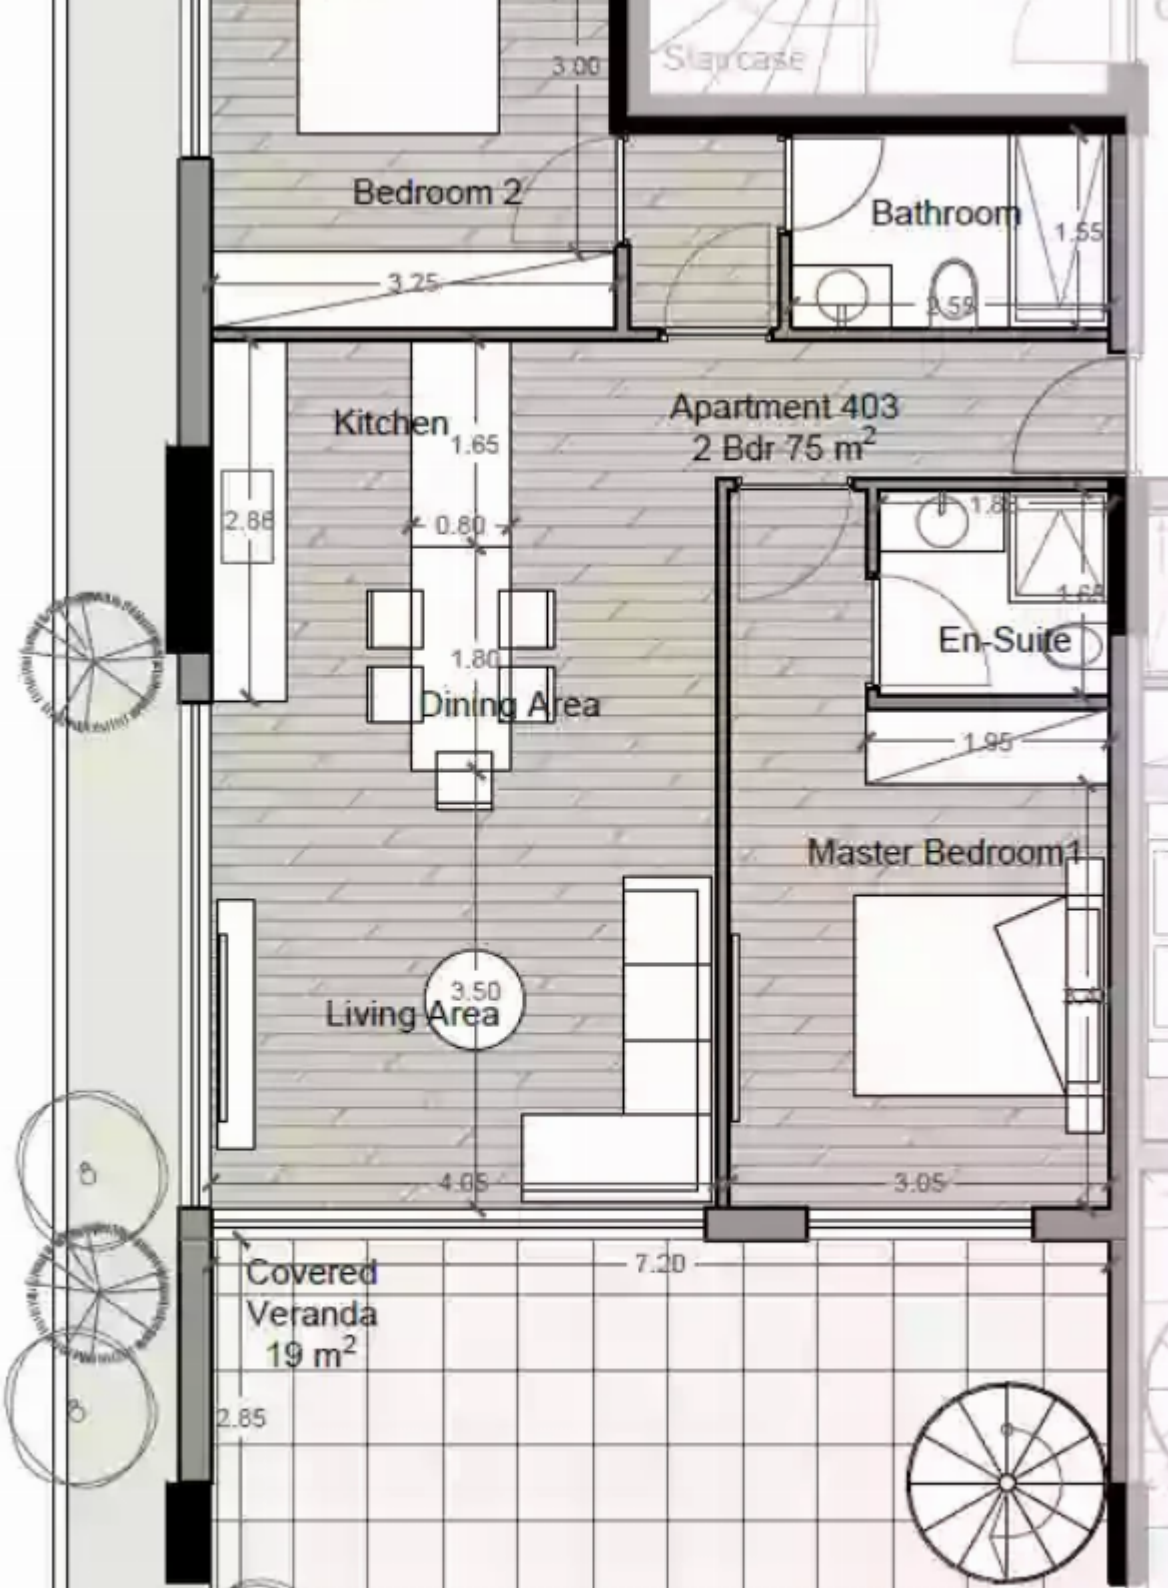 Staircase
3.00
Bedroom 2
Bathroom
1.55
3.25
2.55
Kitchen
1.65
Apartment 403
2 Bdr 75 m²
2.86
0.80
1.65
En-Suite
1.80
Dining Area
1.95
Master Bedroom1
3.50
Living Area
4.05
3.05
7.20
Covered
Veranda
19 m²
2.85